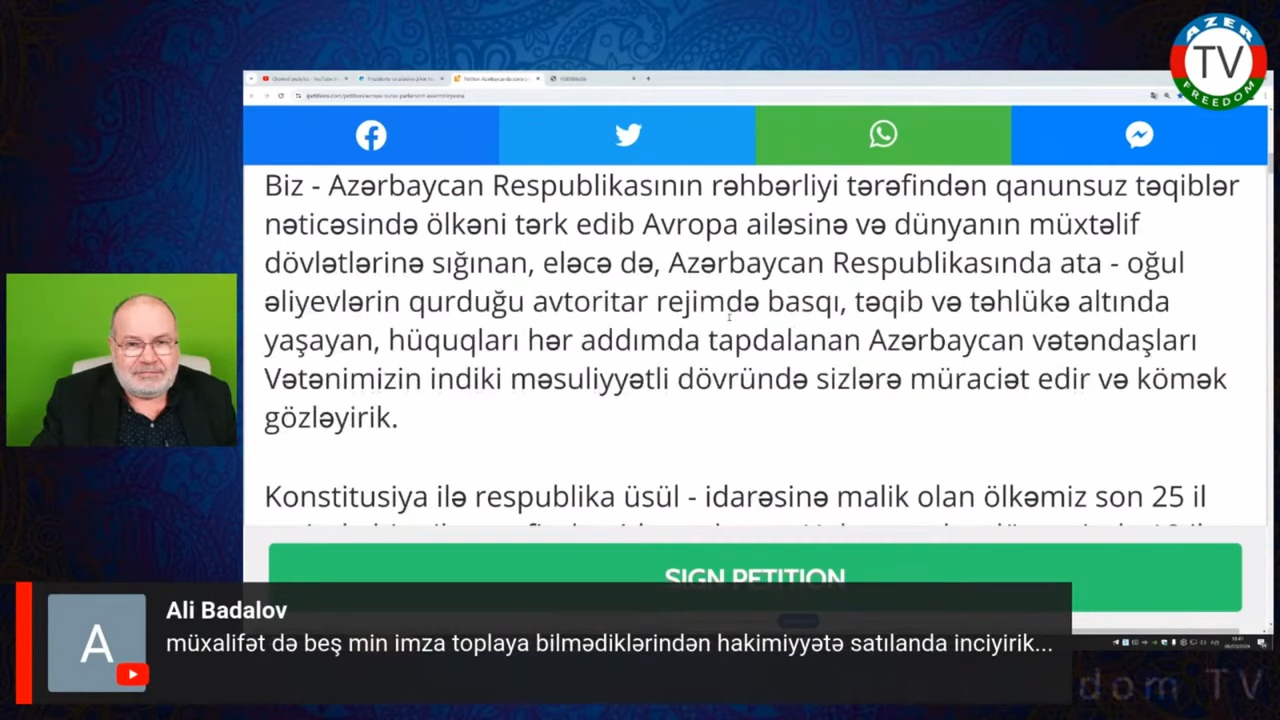 AZER
TV
FREEDOM
Biz - Azərbaycan Respublikasının rəhbərliyi tərəfindən qanunsuz təqiblər
nəticəsində ölkəni tərk edib Avropa ailəsinə və dünyanın müxtəlif
dövlətlərinə sığınan, eləcə də, Azərbaycan Respublikasında ata - oğul
əliyevlərin qurduğu avtoritar rejimdə basqı, təqib və təhlükə altında
yaşayan, hüquqları hər addımda tapdalanan Azərbaycan vətəndaşları
Vətənimizin indiki məsuliyyətli dövründə sizlərə müraciət edir və kömək
gözləyirik.
Konstitusiya ilə respublika üsül - idarəsinə malik olan ölkəmiz son 25 il
SIGN PETITION
A
Ali Badalov
müxalifət də beş min imza toplaya bilmədiklərindən hakimiyyətə satılanda inciyirik...
dom TV